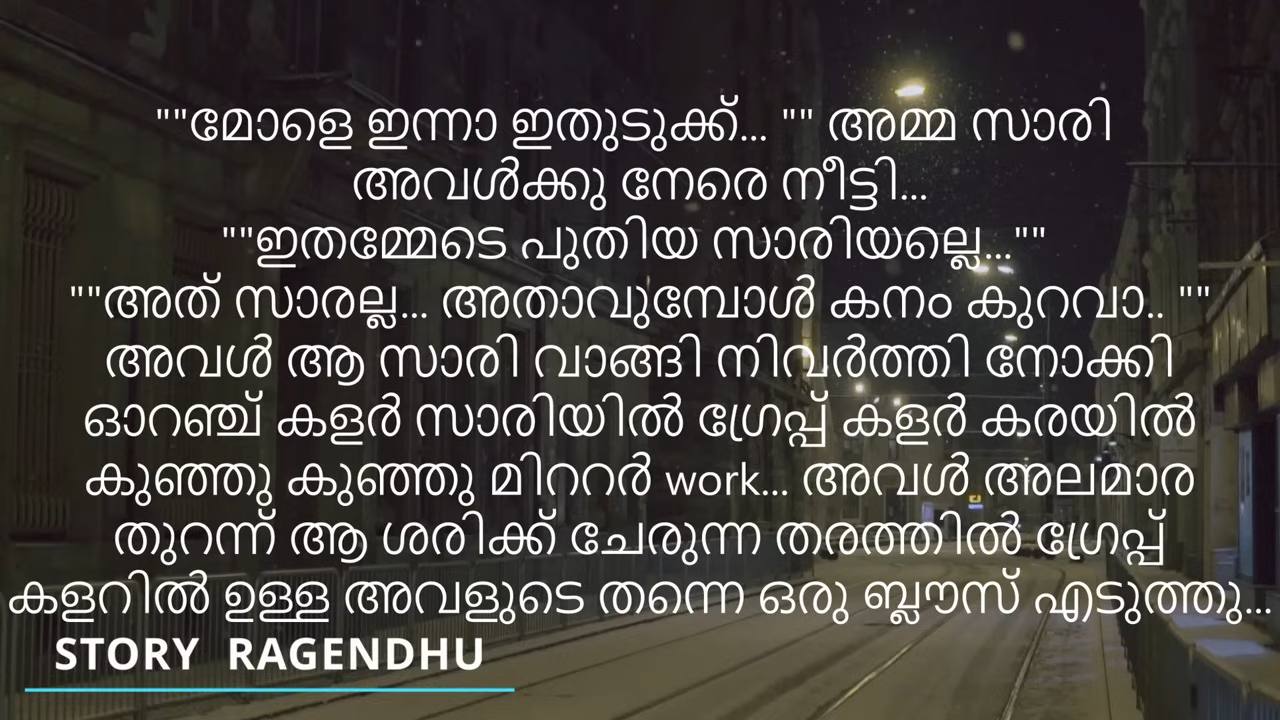 ""മോളെ ഇന്നാ ഇതുടുക്ക്... "" അമ്മ സാരി
അവൾക്കു നേരെ നീട്ടി...
""ഇതമ്മേടെ പുതിയ സാരിയല്ലെ...""
""അത് സാരല്ല... അതാവുമ്പോൾ കനം കുറവാ.. ""
അവൾ ആ സാരി വാങ്ങി നിവർത്തി നോക്കി
ഓറഞ്ച് കളർ സാരിയിൽ ഗ്രേപ്പ് കളർ കരയിൽ
കുഞ്ഞു കുഞ്ഞു മിററർ work... അവൾ അലമാര
തുറന്ന് ആ ശരിക്ക് ചേരുന്ന തരത്തിൽ ഗ്രേപ്പ്
കളറിൽ ഉള്ള അവളുടെ തന്നെ ഒരു ബ്ലൗസ് എടുത്തു...
STORY RAGENDHU